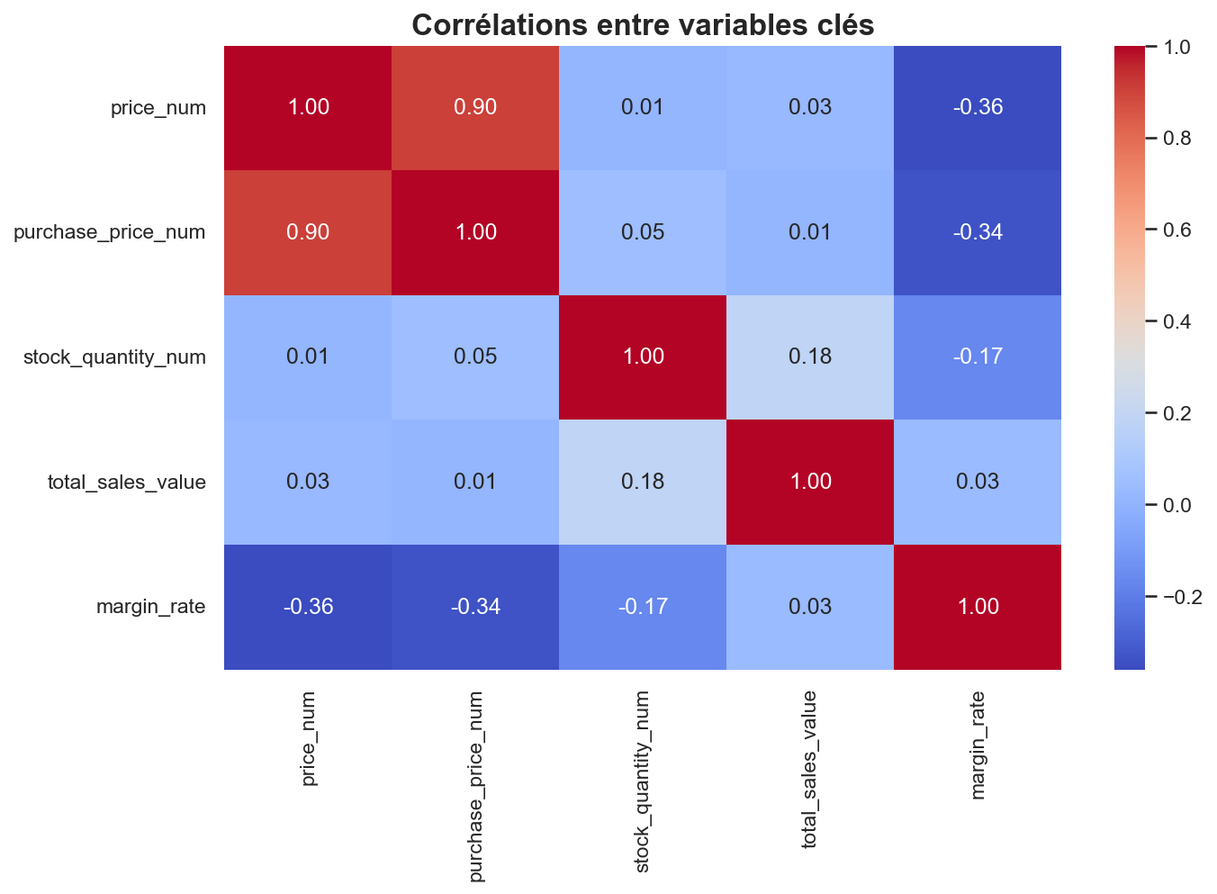 Corrélations entre variables clés
price_num 1.00 0.90 0.01 0.03 -0.36
purchase_price_num 0.90 1.00 0.05 0.01 -0.34
stock_quantity_num 0.01 0.05 1.00 0.18 -0.17
total_sales_value 0.03 0.01 0.18 1.00 0.03
margin_rate -0.36 -0.34 -0.17 0.03 1.00
price_num
purchase_price_num
stock_quantity_num
total_sales_value
margin_rate
1.0
0.8
0.6
0.4
0.2
0.0
−0.2